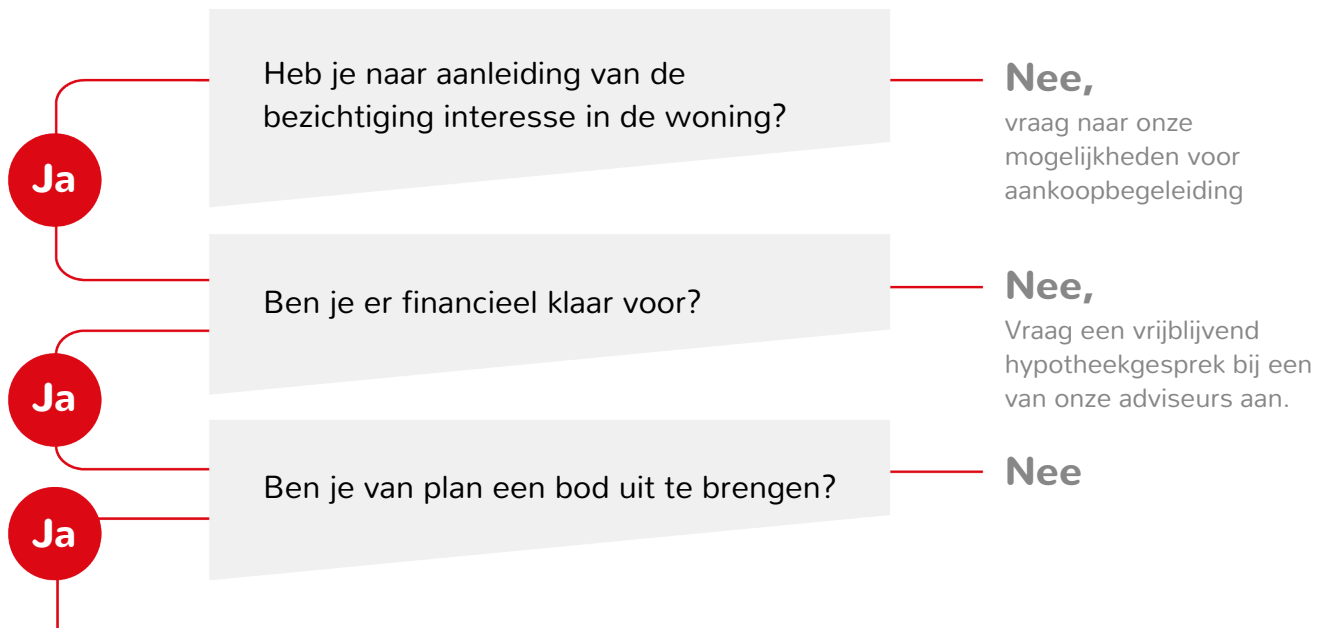 Heb je naar aanleiding van de
bezichtiging interesse in de woning?
Nee,
vraag naar onze
mogelijkheden voor
aankoopbegeleiding
Ja
Ben je er financieel klaar voor?
Nee,
Vraag een vrijblijvend
hypotheekgesprek bij een
van onze adviseurs aan.
Ja
Ben je van plan een bod uit te brengen?
Nee
Ja